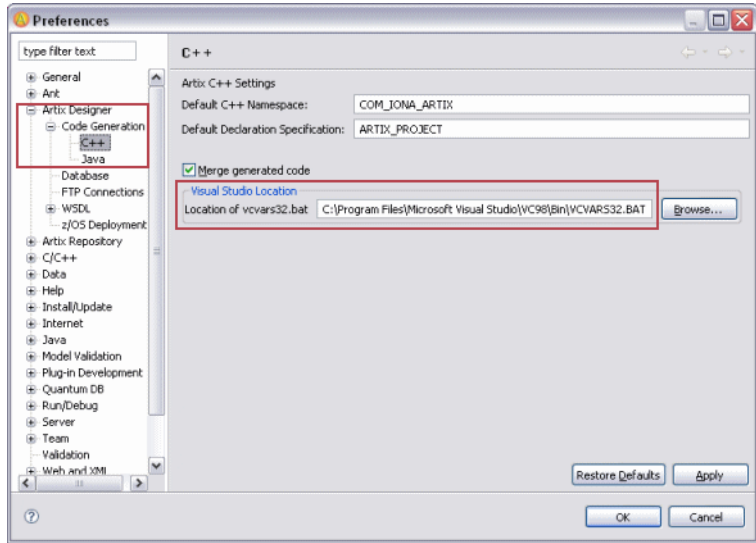 Preferences
type filter text
C++
General
Ant
Artix Designer
Code Generation
C++
Java
Database
FTP Connections
WSDL
z/OS Deployment
Artix Repository
C/C++
Data
Help
Install/Update
Internet
Java
Model Validation
Plug-in Development
Quantum DB
Run/Debug
Server
Team
Validation
Web and XML
Artix C++ Settings
Default C++ Namespace: COM_IONA_ARTIX
Default Declaration Specification: ARTIX_PROJECT
Merge generated code
Visual Studio Location
Location of vcvars32.bat C:\Program Files\Microsoft Visual Studio\VC98\Bin\VCVARS32.BAT Browse...
Restore Defaults Apply
? OK Cancel